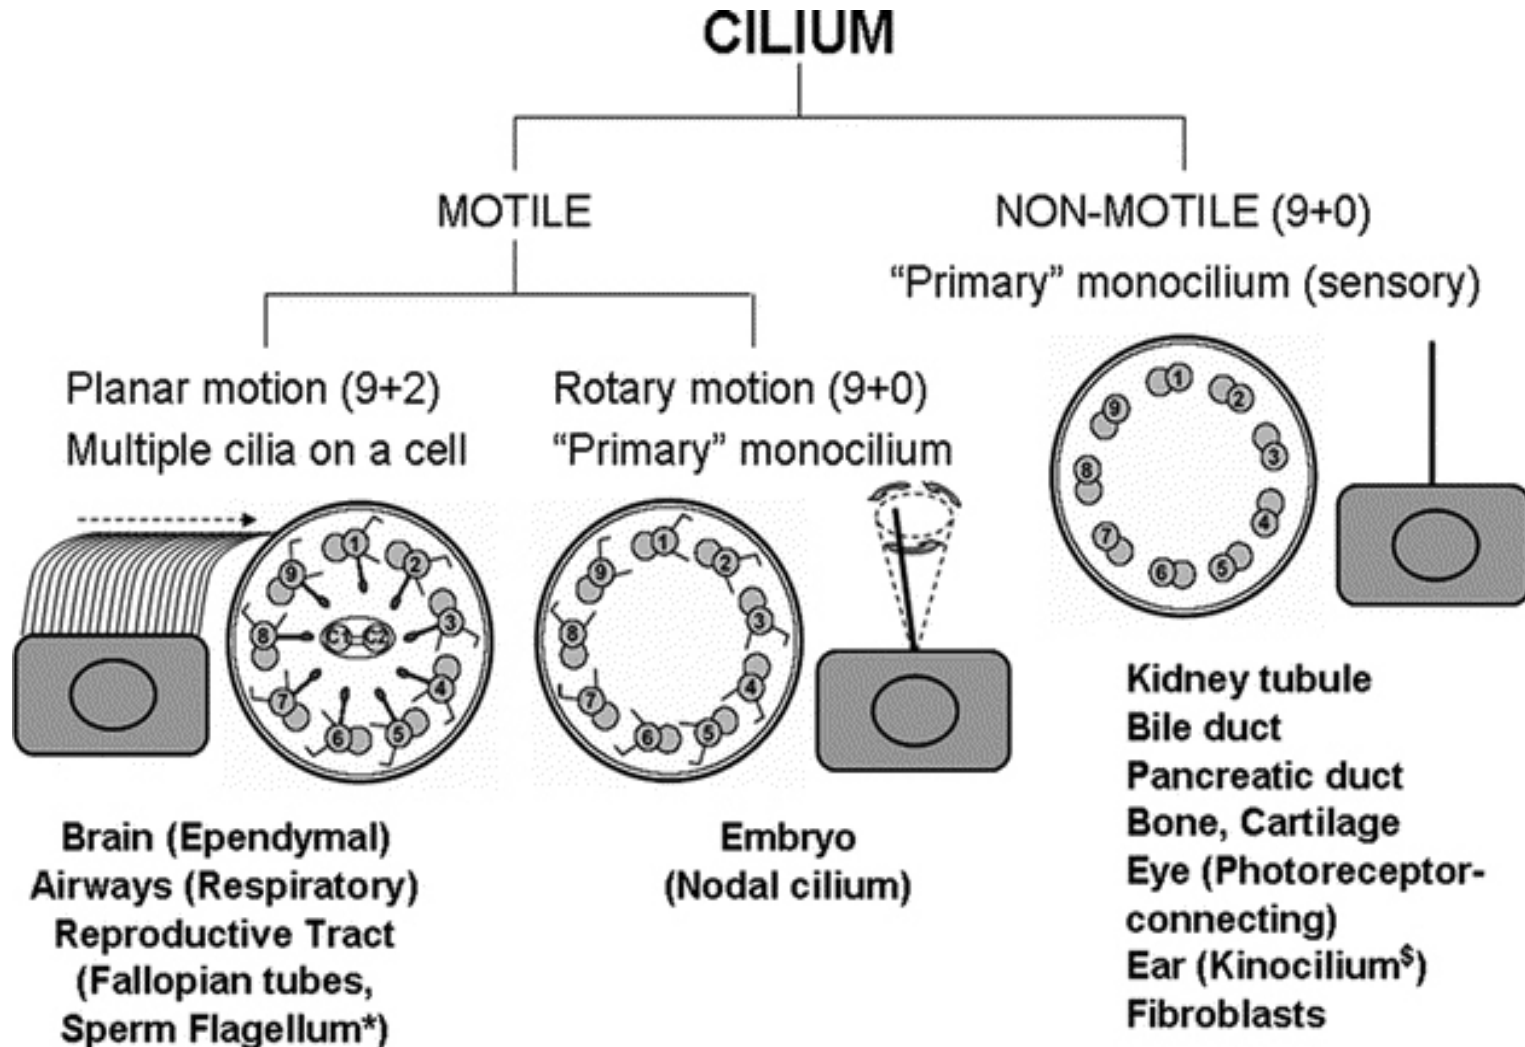 CILIUM
MOTILE
NON-MOTILE (9+0)
“Primary” monocilium (sensory)
Planar motion (9+2)
Multiple cilia on a cell
Rotary motion (9+0)
“Primary” monocilium
1
2
3
4
5
6
7
8
9
C1
C2
1
2
3
4
5
6
7
8
9
1
2
3
4
5
6
7
8
9
Brain (Ependymal)
Airways (Respiratory)
Reproductive Tract
(Fallopian tubes,
Sperm Flagellum*)
Embryo
(Nodal cilium)
Kidney tubule
Bile duct
Pancreatic duct
Bone, Cartilage
Eye (Photoreceptor-
connecting)
Ear (Kinocilium$)
Fibroblasts